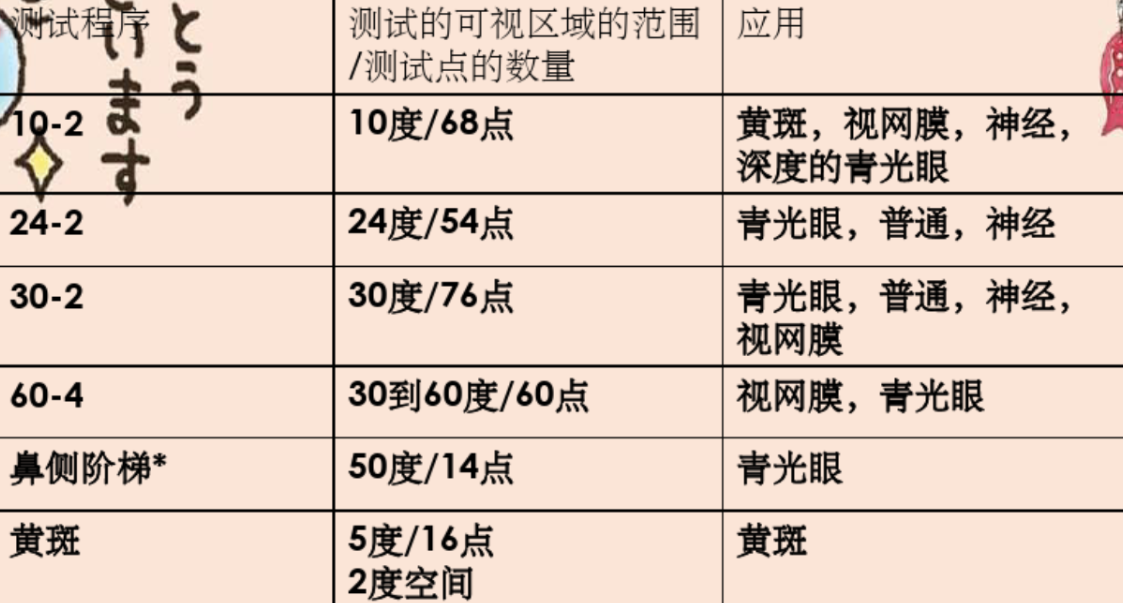 测试程序
测试的可视区域的范围
/测试点的数量
应用
とう
います
10-2
10度/68点
黄斑，视网膜，神经，
深度的青光眼
24-2
24度/54点
青光眼，普通，神经
30-2
30度/76点
青光眼，普通，神经，
视网膜
60-4
30到60度/60点
视网膜，青光眼
鼻侧阶梯*
50度/14点
青光眼
黄斑
5度/16点
2度空间
黄斑